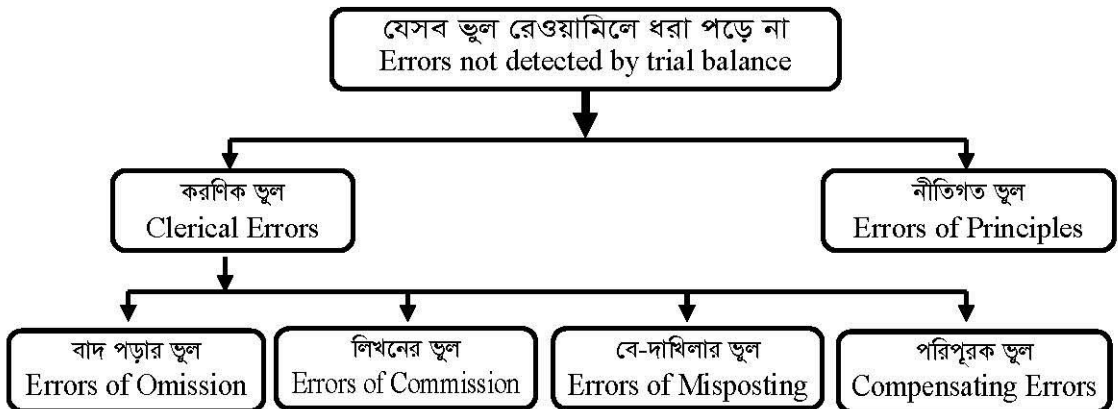 যেসব ভুল রেওয়ামিলে ধরা পড়ে না
Errors not detected by trial balance
করণিক ভুল
Clerical Errors
নীতিগত ভুল
Errors of Principles
বাদ পড়ার ভুল
Errors of Omission
লিখনের ভুল
Errors of Commission
বে-দাখিলার ভুল
Errors of Misposting
পরিপূরক ভুল
Compensating Errors